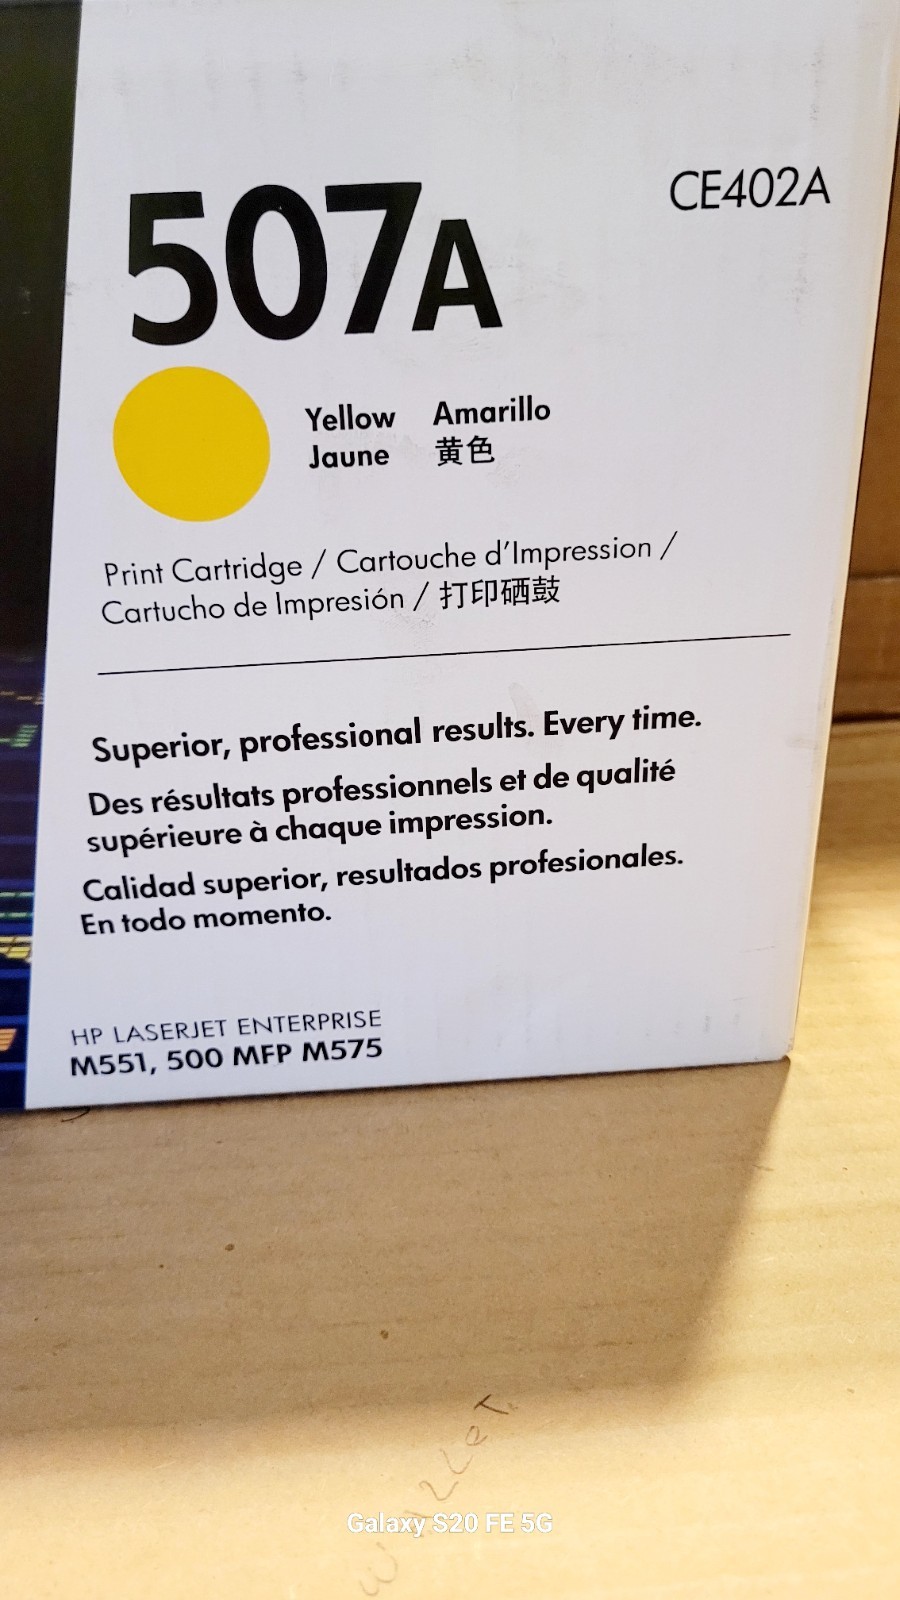 507A
CE402A
Yellow Amarillo
Jaune 黄色
Print Cartridge / Cartouche d'Impression /
Cartucho de Impresión / 打印硒鼓
Superior, professional results. Every time.
Des résultats professionnels et de qualité
supérieure à chaque impression.
Calidad superior, resultados profesionales.
En todo momento.
HP LASERJET ENTERPRISE
M551, 500 MFP M575
Galaxy S20 FE 5G